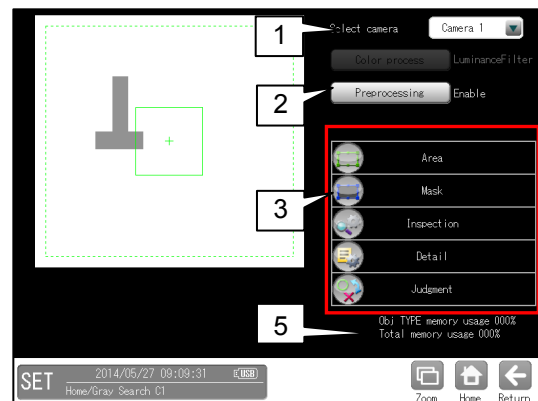 1
Select camera
Camera 1
Color process
LuminanceFilter
2
Preprocessing
Enable
3
Area
Mask
Inspection
Detail
Judgment
5
Obj TYPE memory usage 000%
Total memory usage 000%
SET
2014/05/27 09:09:31
USB
Home/Gray Search C1
Zoom
Home
Return